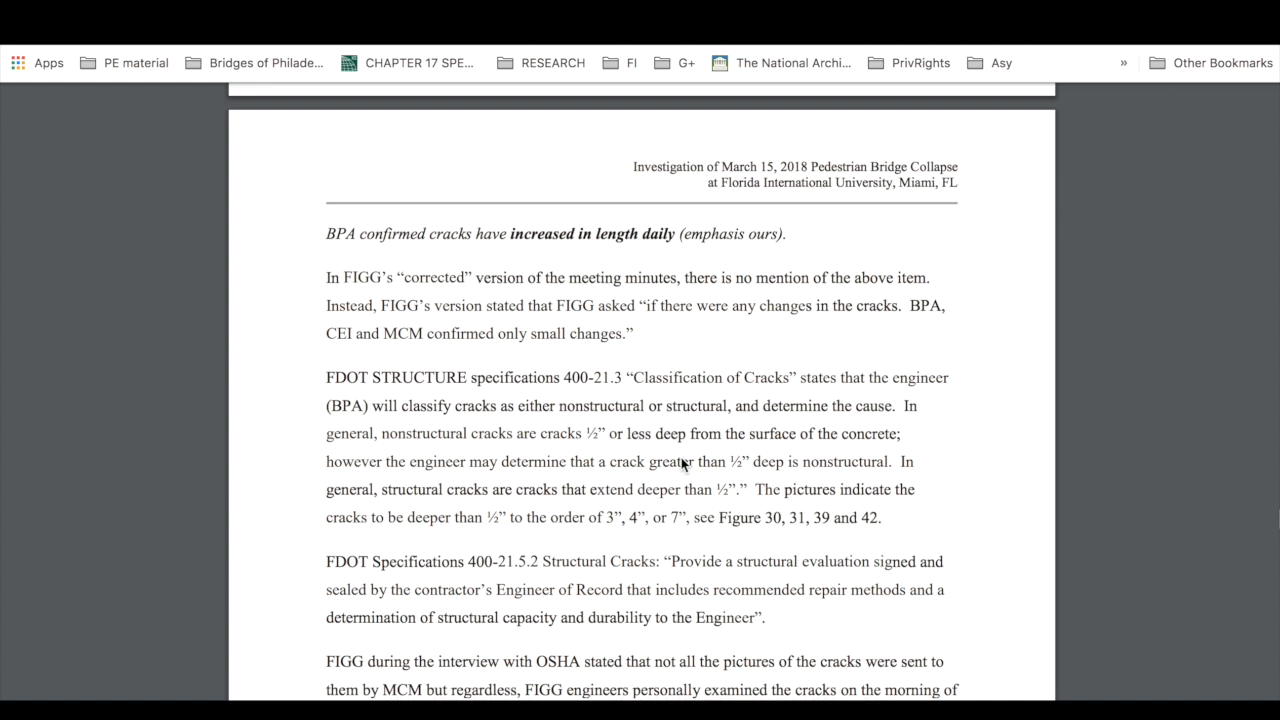 Apps PE material Bridges of Philade... CHAPTER 17 SPE... RESEARCH FI G+ The National Archi... PrivRights Asy » Other Bookmarks
Investigation of March 15, 2018 Pedestrian Bridge Collapse
at Florida International University, Miami, FL
BPA confirmed cracks have increased in length daily (emphasis ours).
In FIGG’s “corrected” version of the meeting minutes, there is no mention of the above item.
Instead, FIGG’s version stated that FIGG asked “if there were any changes in the cracks.  BPA,
CEI and MCM confirmed only small changes.”
FDOT STRUCTURE specifications 400-21.3 “Classification of Cracks” states that the engineer
(BPA) will classify cracks as either nonstructural or structural, and determine the cause.  In
general, nonstructural cracks are cracks ½” or less deep from the surface of the concrete;
however the engineer may determine that a crack greater than ½” deep is nonstructural.  In
general, structural cracks are cracks that extend deeper than ½”.”  The pictures indicate the
cracks to be deeper than ½” to the order of 3”, 4”, or 7”, see Figure 30, 31, 39 and 42.
FDOT Specifications 400-21.5.2 Structural Cracks: “Provide a structural evaluation signed and
sealed by the contractor’s Engineer of Record that includes recommended repair methods and a
determination of structural capacity and durability to the Engineer”.
FIGG during the interview with OSHA stated that not all the pictures of the cracks were sent to
them by MCM but regardless, FIGG engineers personally examined the cracks on the morning of